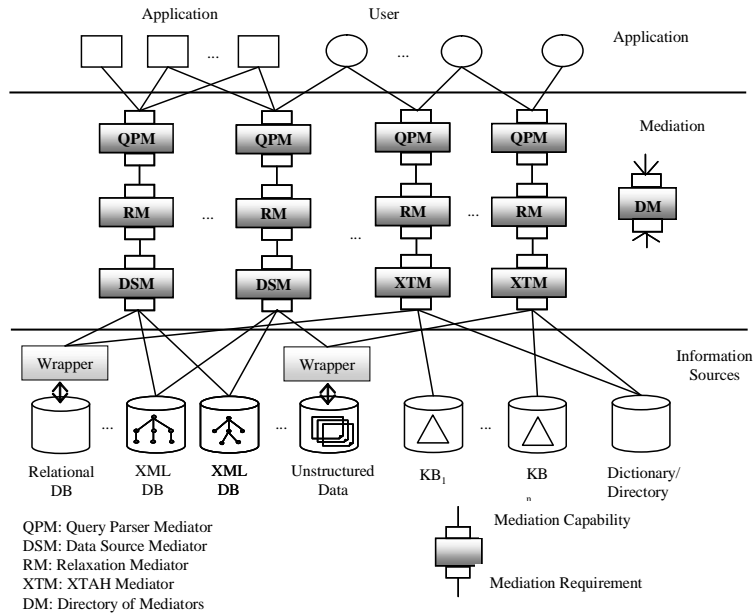 Application
User
Application
...
...
QPM
QPM
QPM
QPM
Mediation
RM
...
RM
RM
...
RM
DM
...
DSM
DSM
XTM
XTM
Wrapper
Wrapper
Information
Sources
...
...
...
Relational
DB
XML
DB
XML
DB
Unstructured
Data
KB1
KB
n
Dictionary/
Directory
QPM: Query Parser Mediator
DSM: Data Source Mediator
RM: Relaxation Mediator
XTM: XTAH Mediator
DM: Directory of Mediators
Mediation Capability
Mediation Requirement